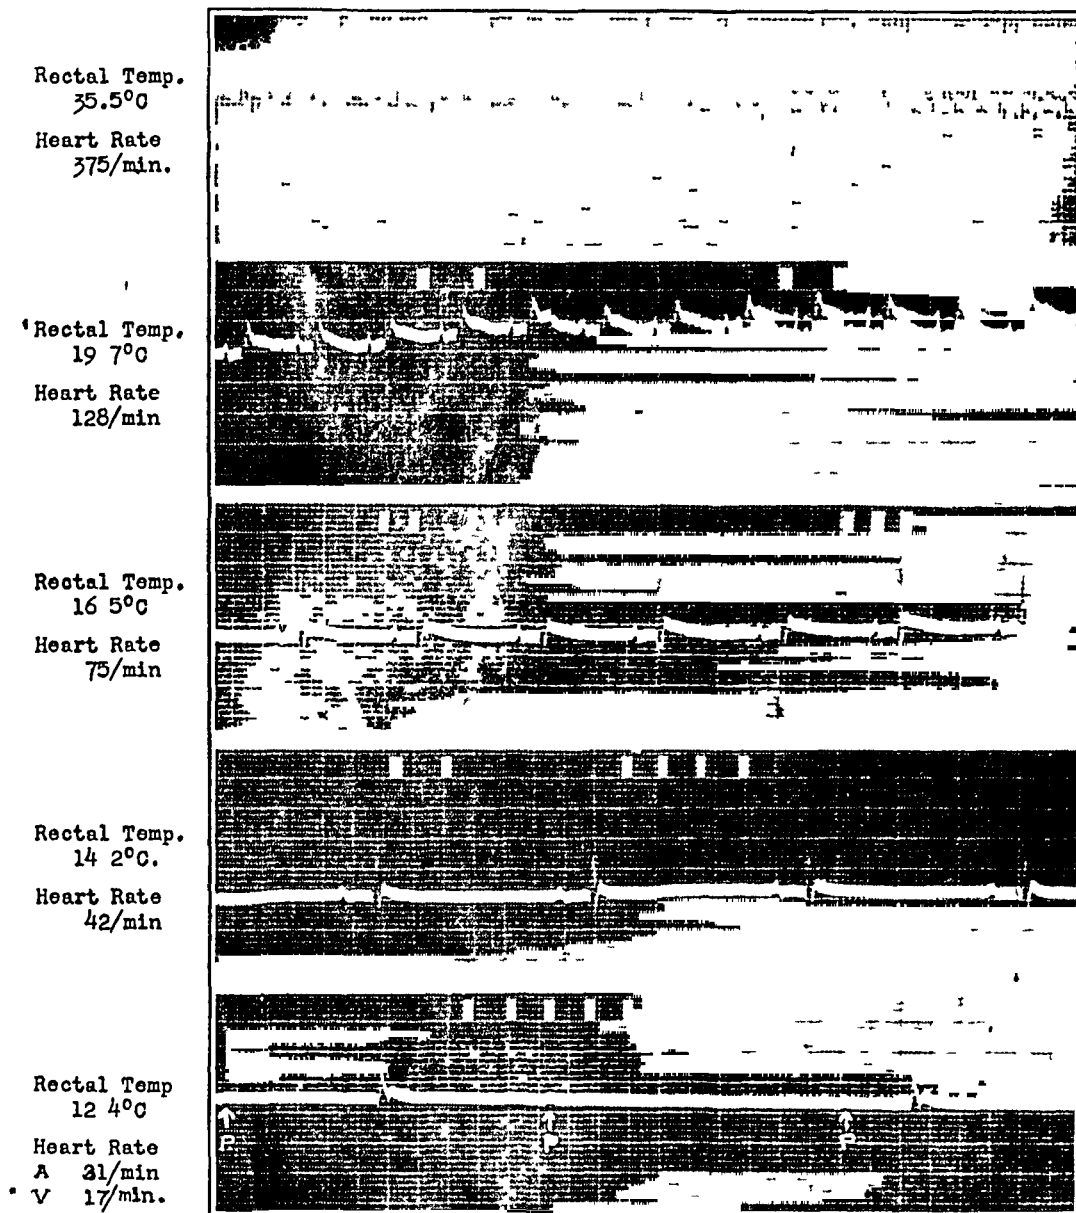 Rectal Temp.
35.5°C
Heart Rate
375/min.
Rectal Temp.
19 7°C
Heart Rate
128/min
Rectal Temp.
16 5°C
Heart Rate
75/min
Rectal Temp.
14 2°C.
Heart Rate
42/min
Rectal Temp
12 4°C
P P P
Heart Rate
A 31/min
V 17/min.